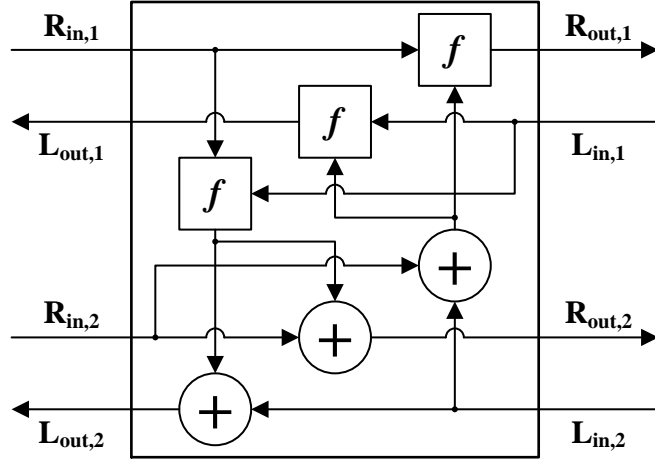 R_in,1
R_out,1
f
f
L_out,1
L_in,1
f
+
R_in,2
R_out,2
+
+
L_out,2
L_in,2